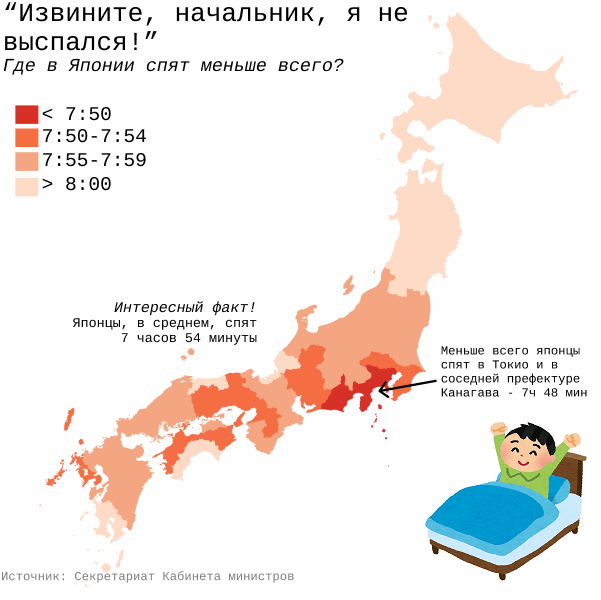 “Извините, начальник, я не
выспался!”
Где в Японии спят меньше всего?
< 7:50
7:50-7:54
7:55-7:59
> 8:00
Интересный факт!
Японцы, в среднем, спят
7 часов 54 минуты
Меньше всего японцы
спят в Токио и в
соседней префектуре
Канагава - 7ч 48 мин
Источник: Секретариат Кабинета министров